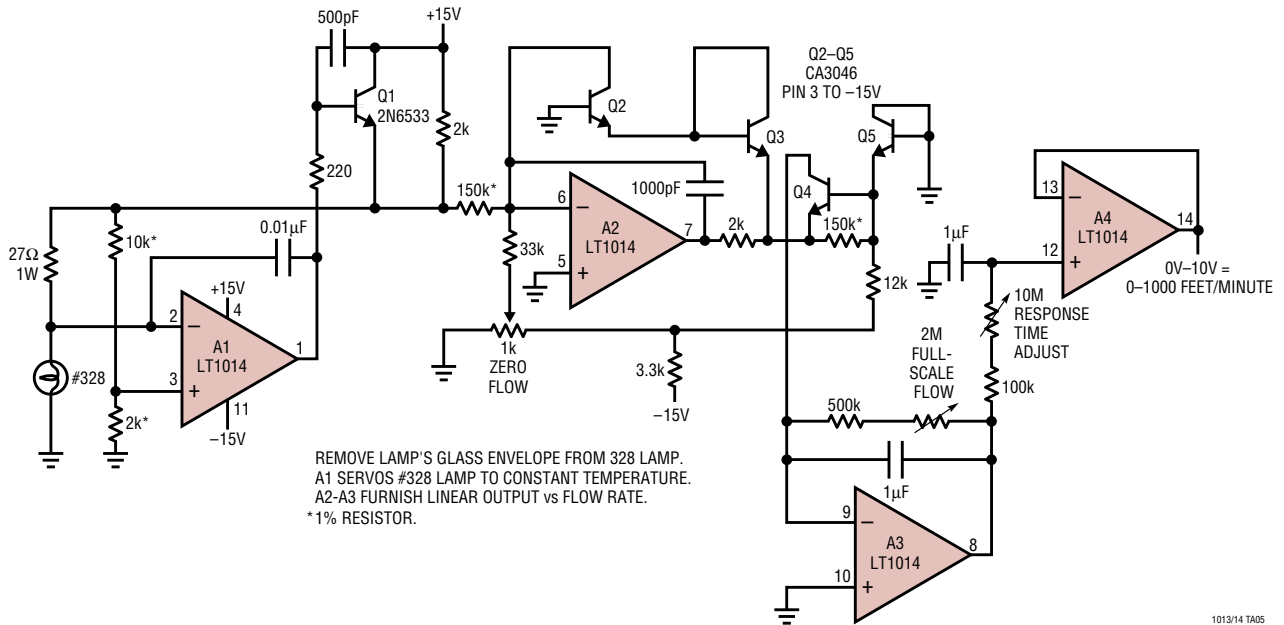 500pF
+15V
Q1
2N6533
2k
220
Q2
Q2–Q5
CA3046
PIN 3 TO –15V
Q3
Q5
Q4
150k*
1000pF
6
–
A2
LT1014
7
5
+
2k
150k*
33k
12k
27Ω
1W
10k*
0.01µF
+15V
4
2
–
A1
LT1014
1
3
+
11
–15V
#328
2k*
1k
ZERO
FLOW
3.3k
–15V
1µF
13
–
A4
LT1014
14
12
+
0V–10V =
0–1000 FEET/MINUTE
10M
RESPONSE
TIME
ADJUST
2M
FULL-
SCALE
FLOW
100k
500k
1µF
9
–
A3
LT1014
8
10
+
REMOVE LAMP'S GLASS ENVELOPE FROM 328 LAMP.
A1 SERVOS #328 LAMP TO CONSTANT TEMPERATURE.
A2-A3 FURNISH LINEAR OUTPUT vs FLOW RATE.
*1% RESISTOR.
1013/14 TA05